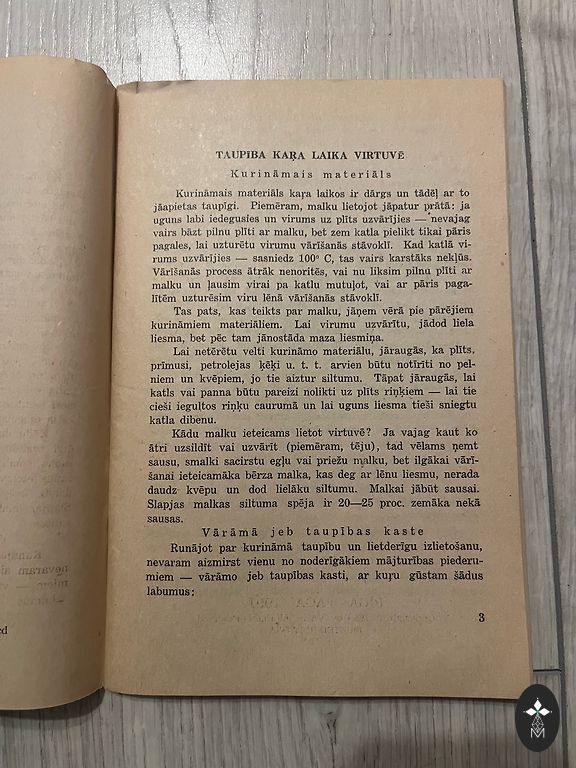 TAUPĪBA KAŖA LAIKA VIRTUVĒ
Kurināmais materiāls
Kurināmais materiāls kaŗa laikos ir dārgs un tādēļ ar to
jāapietas taupīgi. Piemēram, malku lietojot jāpatur prātā: ja
uguns labi iedegusies un virums uz plīts uzvārījies — nevajag
vairs bāzt pilnu plīti ar malku, bet zem katla pielikt tikai pāris
pagales, lai uzturētu virumu vārīšanās stāvoklī. Kad katlā vi-
rums uzvārījies — sasniedz 100° C, tas vairs karstāks nekļūs.
Vārīšanās process ātrāk nenoritēs, vai nu liksim pilnu plīti ar
malku un ļausim virai pa katlu mutuļot, vai ar pāris paga-
lītēm uzturēsim viru lēnā vārīšanās stāvoklī.
Tas pats, kas teikts par malku, jāņem vērā pie pārējiem
kurināmiem materiāliem. Lai virumu uzvārītu, jādod liela
liesma, bet pēc tam jānostāda maza liesmiņa.
Lai netērētu velti kurināmo materiālu, jāraugās, ka plīts,
prīmusi, petrolejas ķēķi u. t. t. arvien būtu notīrīti no pel-
niem un kvēpiem, jo tie aiztur siltumu. Tāpat jāraugās, lai
katls vai panna būtu pareizi nolikti uz plīts riņķiem — lai tie
cieši iegultos riņķu caurumā un lai uguns liesma tieši sniegtu
katla dibenu.
Kādu malku ieteicams lietot virtuvē? Ja vajag kaut ko
ātri uzsildīt vai uzvārīt (piemēram, tēju), tad vēlams ņemt
sausu, smalki sacirstu egļu vai priežu malku, bet ilgākai vārī-
šanai ieteicamāka bērza malka, kas deg ar lēnu liesmu, nerada
daudz kvēpu un dod lielāku siltumu. Malkai jābūt sausai.
Slapjas malkas siltuma spēja ir 20—25 proc. zemāka nekā
sausas.
Vārāmā jeb taupības kaste
Runājot par kurināmā taupību un lietderīgu izlietošanu,
nevaram aizmirst vienu no noderīgākiem mājturības piederu-
miem — vārāmo jeb taupības kasti, ar kuŗu gūstam šādus
labumus:
3
ed
M